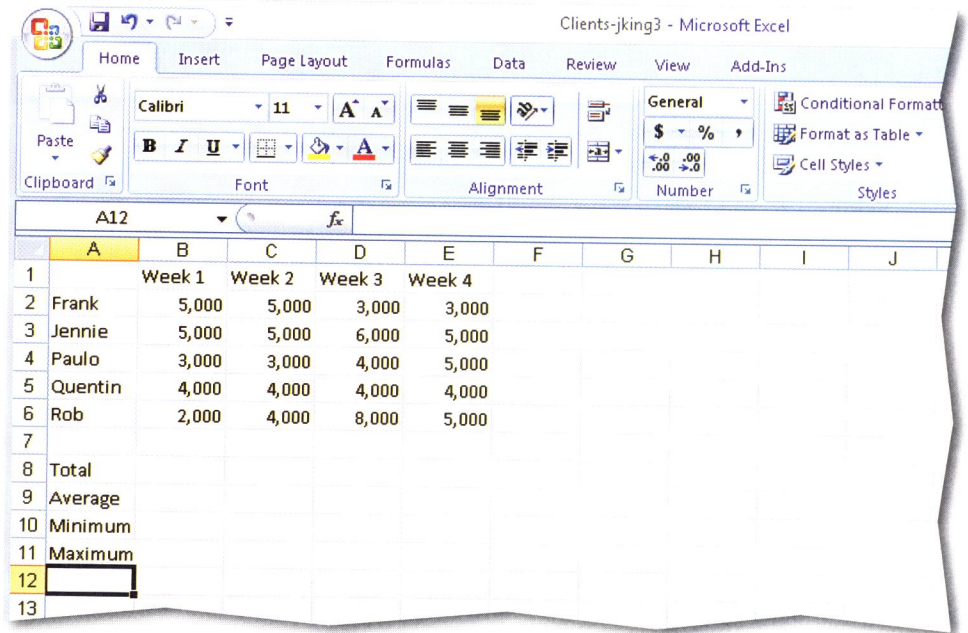 Clients-jking3 - Microsoft Excel
Home Insert Page Layout Formulas Data Review View Add-Ins
Calibri 11 A A General Conditional Formatt
Paste B I U A $ % , Format as Table
.0 .00 .00 .0 Cell Styles
Clipboard Font Alignment Number Styles
A12 fx
A B C D E F G H I J
1 Week 1 Week 2 Week 3 Week 4
2 Frank 5,000 5,000 3,000 3,000
3 Jennie 5,000 5,000 6,000 5,000
4 Paulo 3,000 3,000 4,000 5,000
5 Quentin 4,000 4,000 4,000 4,000
6 Rob 2,000 4,000 8,000 5,000
7
8 Total
9 Average
10 Minimum
11 Maximum
12
13